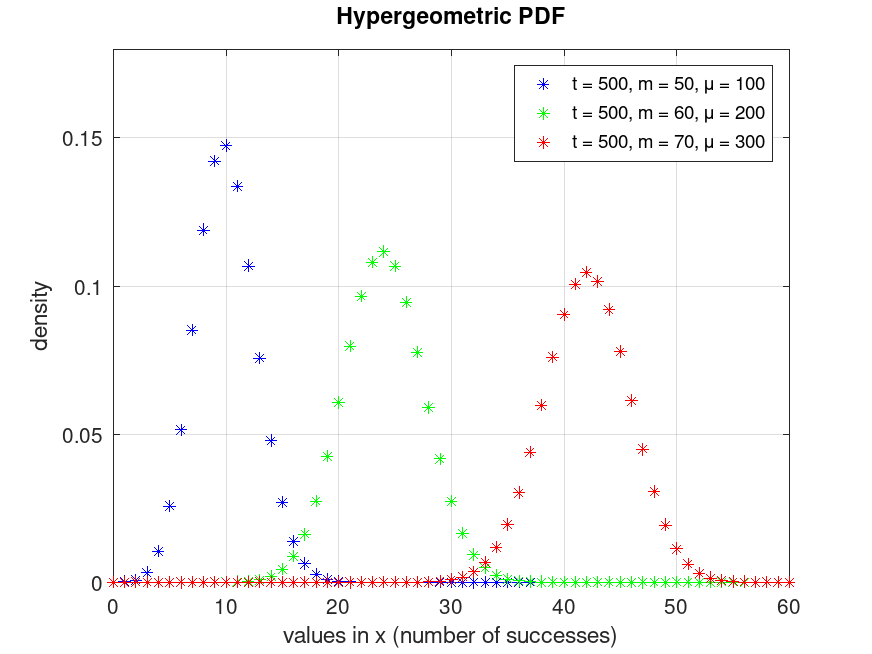 Hypergeometric PDF
t = 500, m = 50, μ = 100
t = 500, m = 60, μ = 200
t = 500, m = 70, μ = 300
0.15
0.1
0.05
0
density
0 10 20 30 40 50 60
values in x (number of successes)